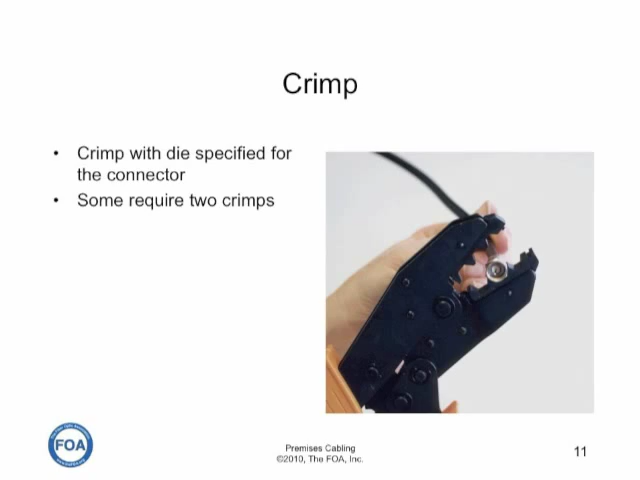 Crimp
• Crimp with die specified for
the connector
• Some require two crimps
FOA
Premises Cabling
©2010, The FOA, Inc.
11